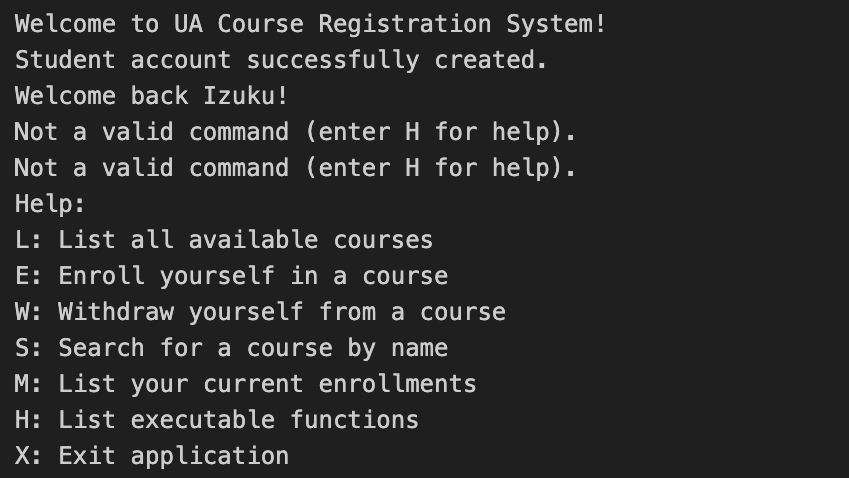 Welcome to UA Course Registration System!
Student account successfully created.
Welcome back Izuku!
Not a valid command (enter H for help).
Not a valid command (enter H for help).
Help:
L: List all available courses
E: Enroll yourself in a course
W: Withdraw yourself from a course
S: Search for a course by name
M: List your current enrollments
H: List executable functions
X: Exit application